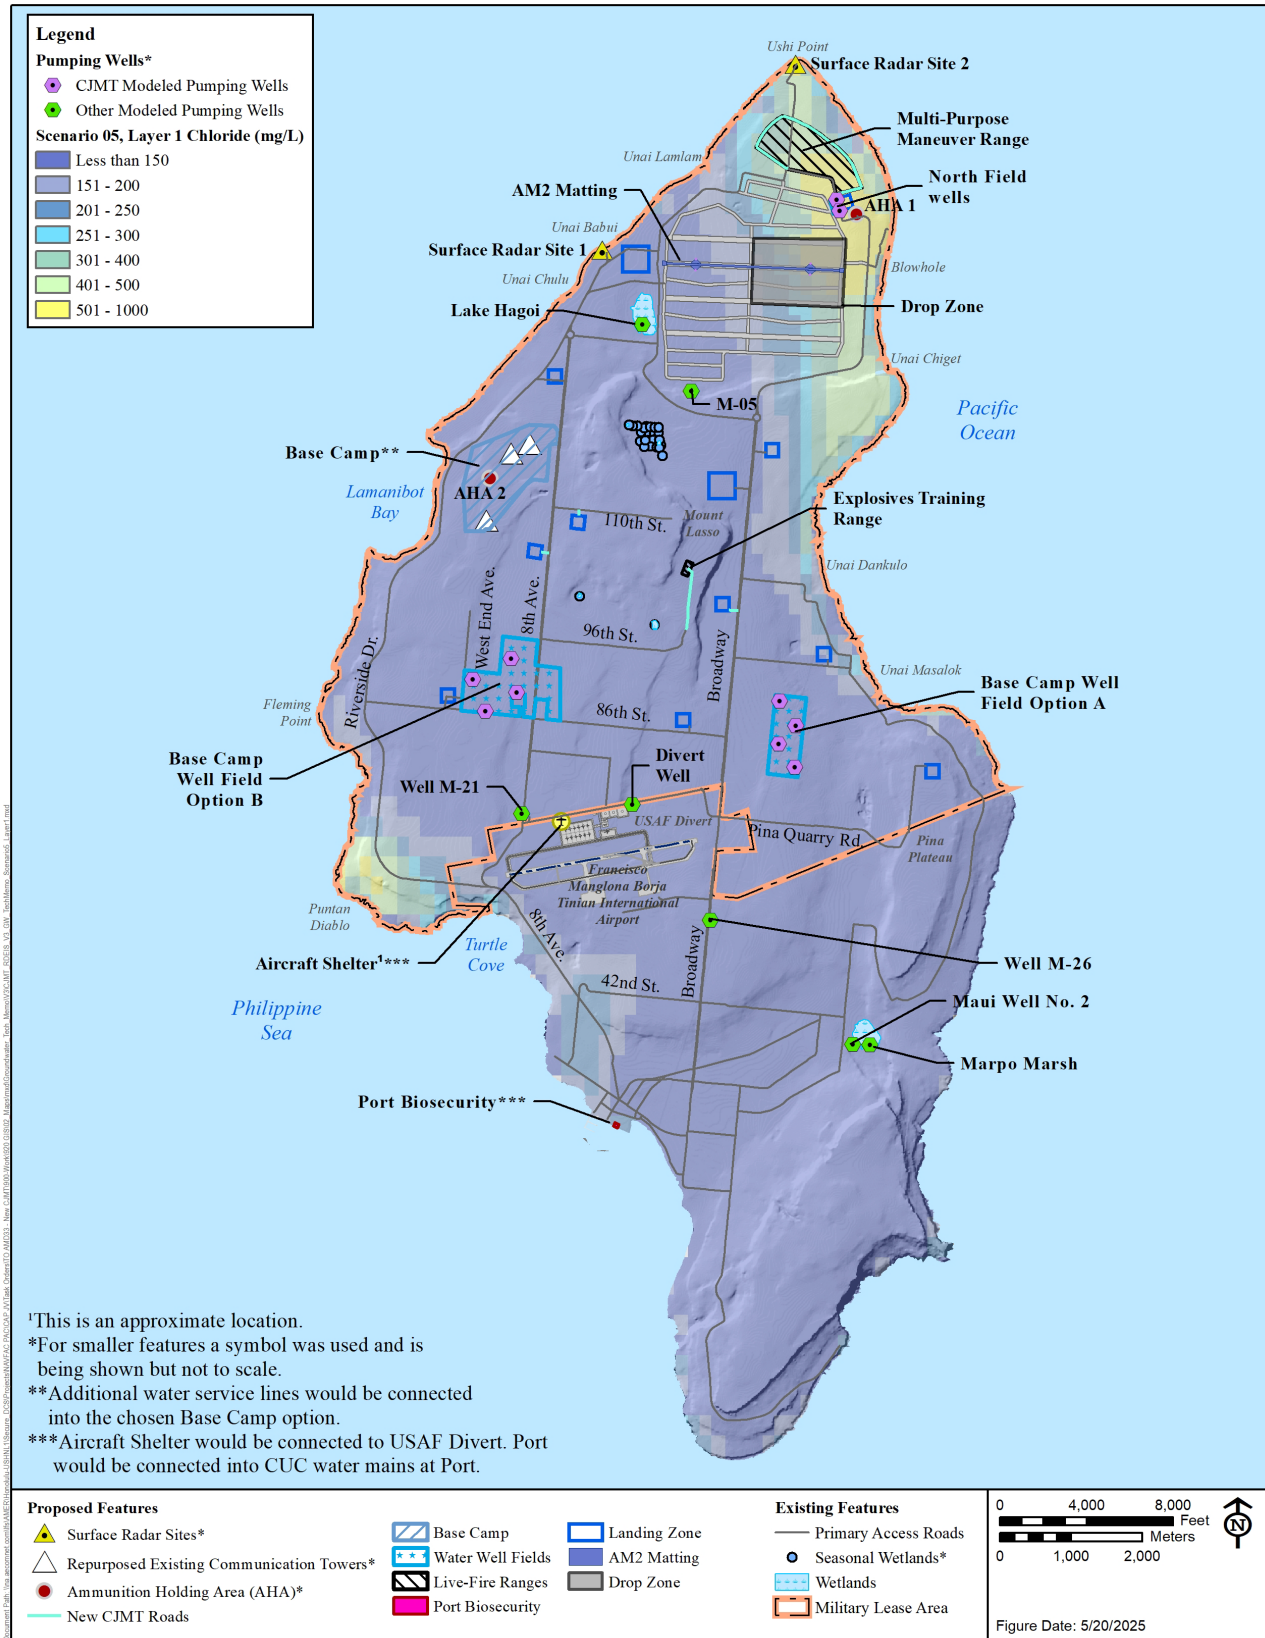 Legend
Pumping Wells*
CJMT Modeled Pumping Wells
Other Modeled Pumping Wells
Scenario 05, Layer 1 Chloride (mg/L)
Less than 150
151 - 200
201 - 250
251 - 300
301 - 400
401 - 500
501 - 1000
Ushi Point
Surface Radar Site 2
Multi-Purpose
Maneuver Range
Unai Lamlam
North Field
wells
AM2 Matting
AHA 1
Unai Babui
Surface Radar Site 1
Unai Chulu
Blowhole
Lake Hagoi
Drop Zone
Unai Chiget
M-05
Pacific
Ocean
Base Camp**
AHA 2
Lamanibot
Bay
Explosives Training
Range
110th St.
Mount
Lasso
Unai Dankulo
West End Ave.
8th Ave.
96th St.
Broadway
Riverside Dr.
Unai Masalok
Base Camp Well
Field Option A
Fleming
Point
86th St.
Base Camp
Well Field
Option B
Divert
Well
Well M-21
USAF Divert
Pina Quarry Rd.
Pina
Plateau
Francisco
Manglona Borja
Tinian International
Airport
Puntan
Diablo
8th Ave.
Turtle
Cove
Aircraft Shelter¹***
Broadway
Well M-26
42nd St.
Philippine
Sea
Maui Well No. 2
Marpo Marsh
Port Biosecurity***
¹This is an approximate location.
*For smaller features a symbol was used and is
being shown but not to scale.
**Additional water service lines would be connected
into the chosen Base Camp option.
***Aircraft Shelter would be connected to USAF Divert. Port
would be connected into CUC water mains at Port.
Proposed Features
Surface Radar Sites*
Repurposed Existing Communication Towers*
Ammunition Holding Area (AHA)*
New CJMT Roads
Base Camp
Water Well Fields
Live-Fire Ranges
Port Biosecurity
Landing Zone
AM2 Matting
Drop Zone
Existing Features
Primary Access Roads
Seasonal Wetlands*
Wetlands
Military Lease Area
0 4,000 8,000
Feet
Meters
0 1,000 2,000
N
Figure Date: 5/20/2025